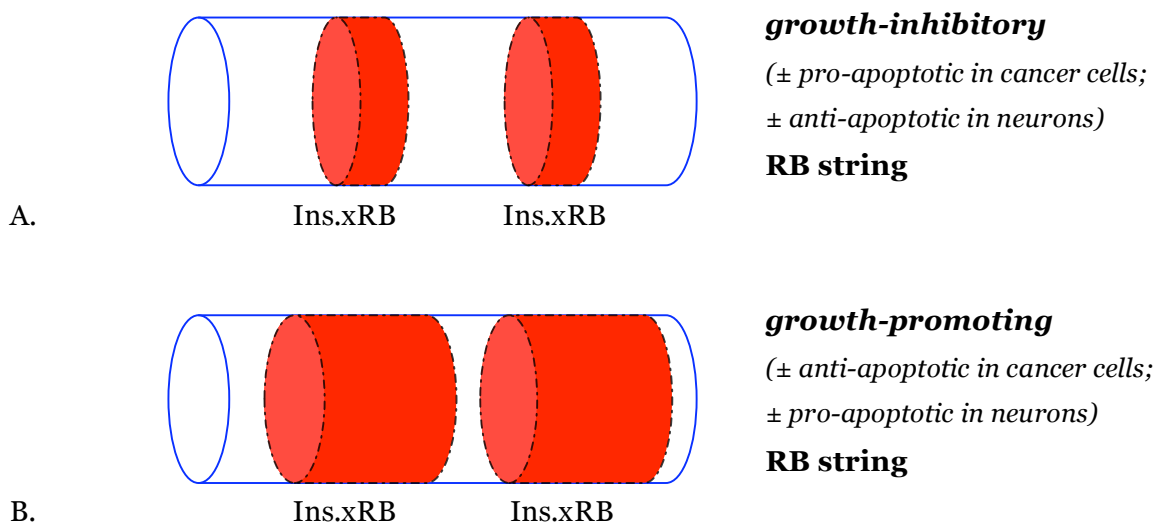 growth-inhibitory
(± pro-apoptotic in cancer cells;
± anti-apoptotic in neurons)
RB string
A.
Ins.xRB
Ins.xRB
growth-promoting
(± anti-apoptotic in cancer cells;
± pro-apoptotic in neurons)
RB string
B.
Ins.xRB
Ins.xRB